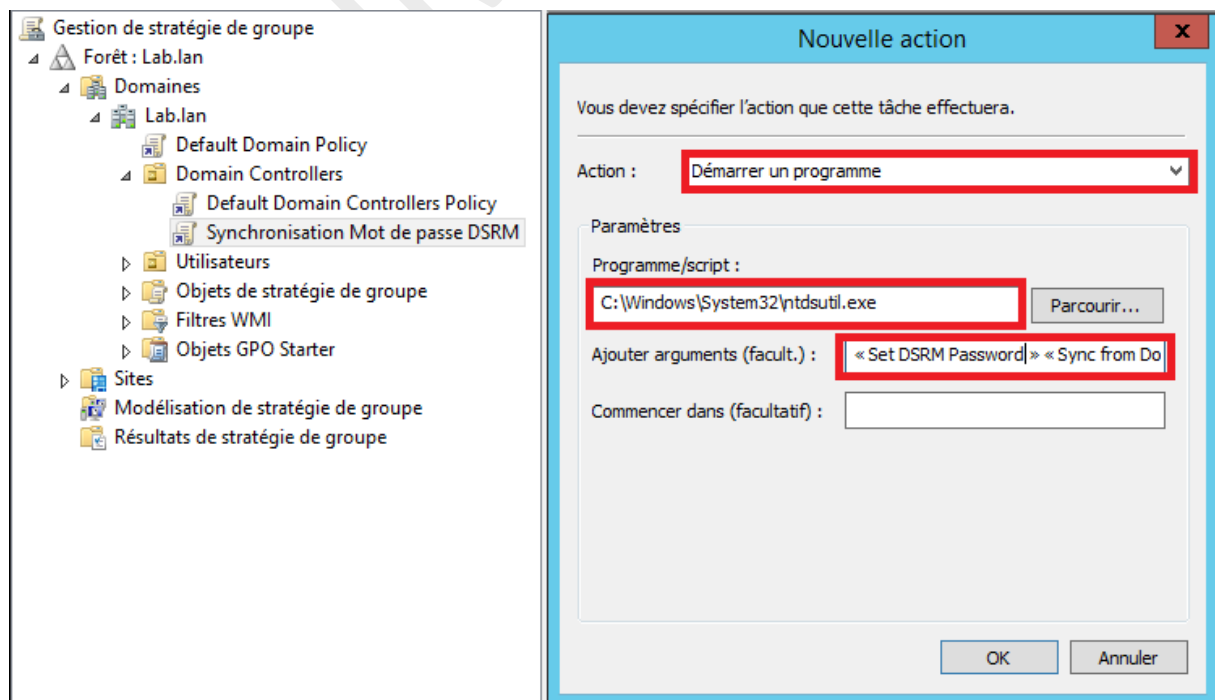 Gestion de stratégie de groupe
Forêt : Lab.lan
Domaines
Lab.lan
Default Domain Policy
Domain Controllers
Default Domain Controllers Policy
Synchronisation Mot de passe DSRM
Utilisateurs
Objets de stratégie de groupe
Filtres WMI
Objets GPO Starter
Sites
Modélisation de stratégie de groupe
Résultats de stratégie de groupe
Nouvelle action
x
Vous devez spécifier l'action que cette tâche effectuera.
Action : Démarrer un programme
Paramètres
Programme/script :
C:\Windows\System32\ntdsutil.exe Parcourir...
Ajouter arguments (facult.) : « Set DSRM Password » « Sync from Do
Commencer dans (facultatif) :
OK Annuler